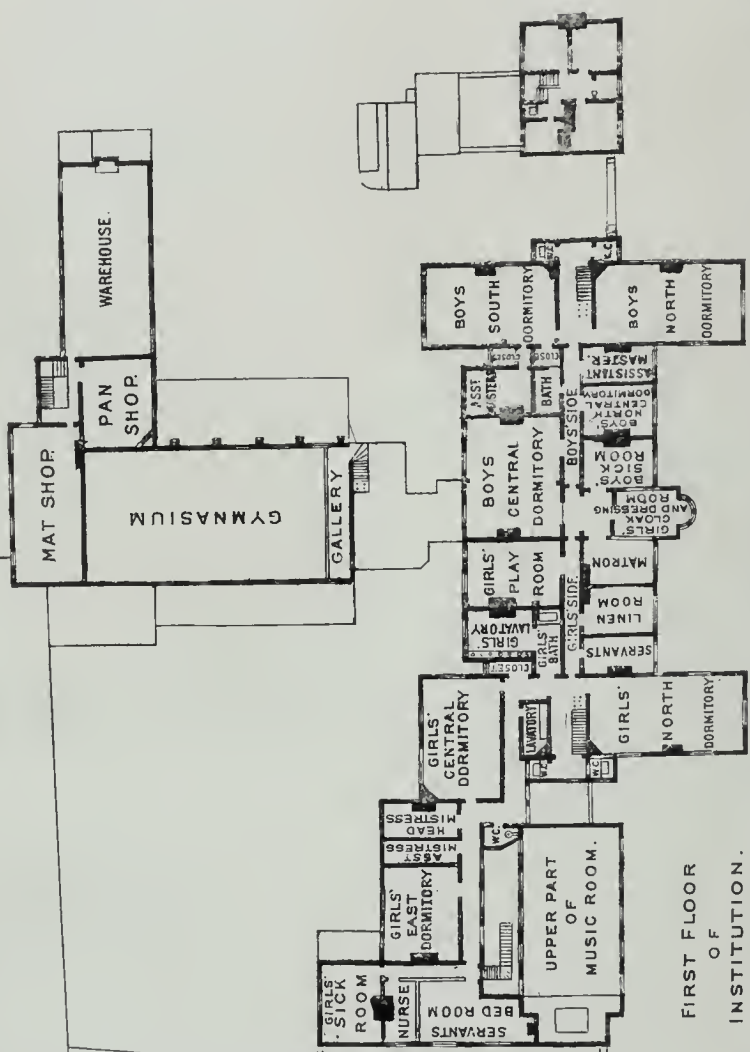 WAREHOUSE.
PAN
SHOP.
MAT SHOP.
GYMNASIUM
GALLERY
BOYS
SOUTH
DORMITORY
W.C.
W.C.
BOYS
NORTH
DORMITORY
CLOSET
CLOSET
ASST
BATH
BOYS' SIDE
ASSISTANT
MASTER.
BOYS'
NORTH
CENTRAL
DORMITORY
BOYS
CENTRAL
DORMITORY
BOYS'
SICK
ROOM
GIRLS'
CLOAK
AND DRESSING
ROOM
GIRLS'
PLAY
ROOM
GIRLS' SIDE
MATRON
LINEN
ROOM
SERVANTS
GIRLS'
LAVATORY
GIRLS'
BATH
CLOSET
GIRLS'
CENTRAL
DORMITORY
LAVATORY
W.C.
W.C.
GIRLS'
NORTH
DORMITORY
HEAD
MISTRESS
ASST
MISTRESS
W.C.
GIRLS'
EAST
DORMITORY
UPPER PART
OF
MUSIC ROOM.
GIRLS'
SICK
ROOM
NURSE
SERVANTS
BED ROOM
FIRST FLOOR
OF
INSTITUTION.